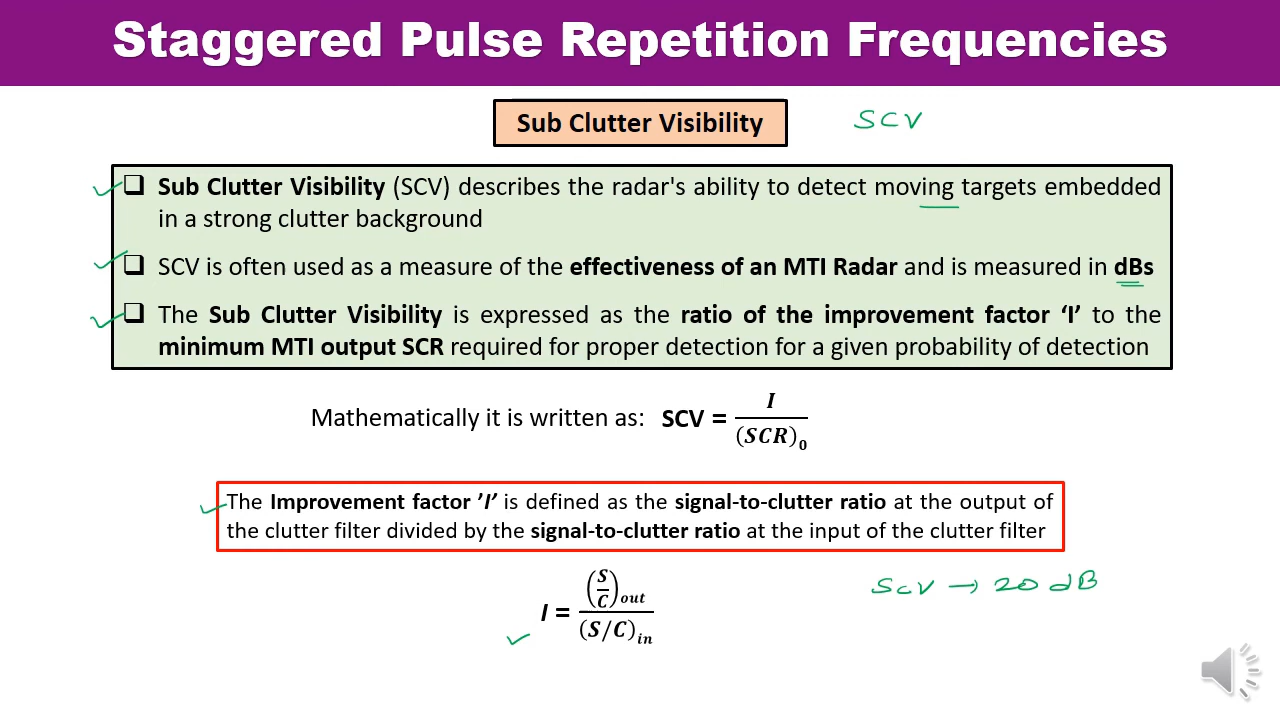 Staggered Pulse Repetition Frequencies
Sub Clutter Visibility
SCV
✓ ❑ Sub Clutter Visibility (SCV) describes the radar's ability to detect moving targets embedded
in a strong clutter background
✓ ❑ SCV is often used as a measure of the effectiveness of an MTI Radar and is measured in dBs
✓ ❑ The Sub Clutter Visibility is expressed as the ratio of the improvement factor ‘I’ to the
minimum MTI output SCR required for proper detection for a given probability of detection
Mathematically it is written as: SCV = I / (SCR)₀
✓ The Improvement factor ’I’ is defined as the signal-to-clutter ratio at the output of
the clutter filter divided by the signal-to-clutter ratio at the input of the clutter filter
SCV → 20 dB
✓ I = (S/C)out / (S/C)in